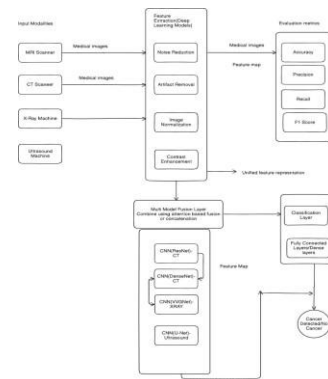 Input Modalities
MRI Scanner
CT Scanner
X-Ray Machine
Ultrasound
Machine
Medical images
Medical images
Feature
Extraction(Deep
Learning Models)
Noise Reduction
Artifact Removal
Image
Normalization
Contrast
Enhancement
Medical images
Feature map
Evaluation metrics
Accuracy
Precision
Recall
F1-Score
Unified feature representation
Multi Model Fusion Layer
Combine using attention based fusion
or concatenation
CNN(ResNet)-
CT
CNN(DenseNet)-
CT
CNN(VGGNet)-
XRAY
CNN(U-Net)-
Ultrasound
Feature Map
Classification
Layer
Fully Connected
Layers/Dense
layers
Cancer
Detected/No
Cancer